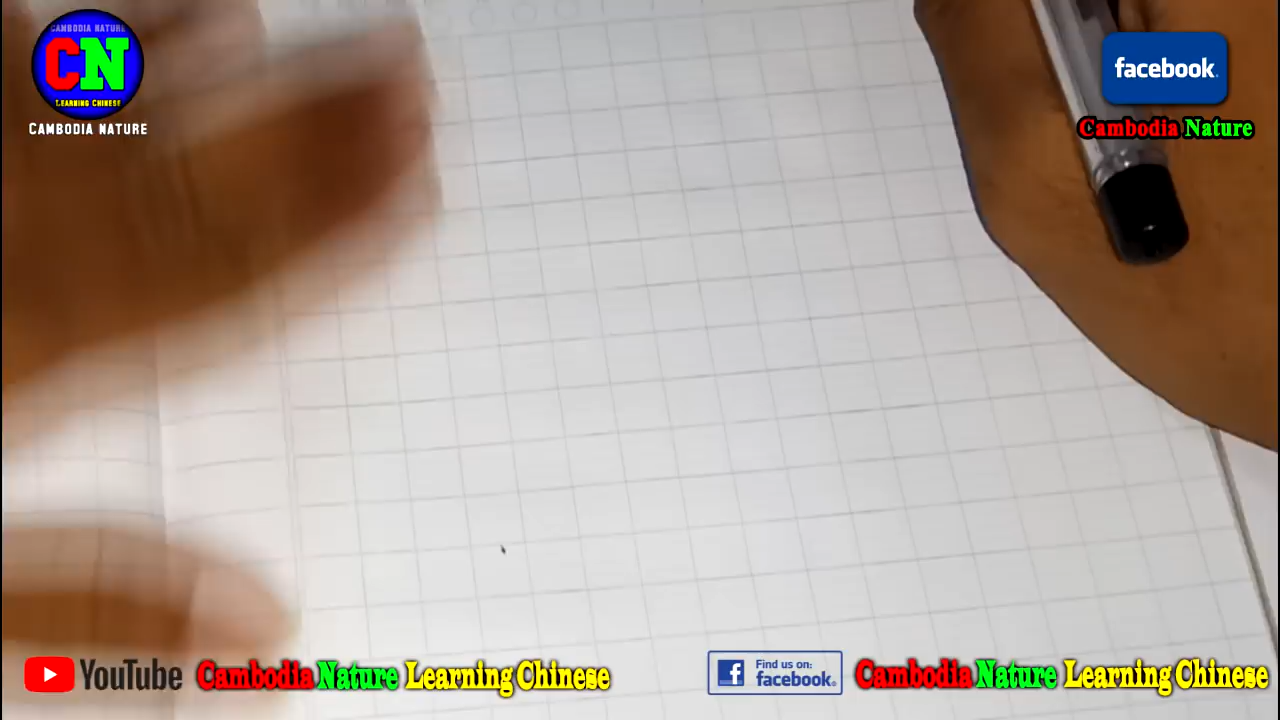 CAMBODIA NATURE
CN
LEARNING CHINESE
CAMBODIA NATURE
facebook
Cambodia Nature
YouTube Cambodia Nature Learning Chinese
Find us on:
facebook
Cambodia Nature Learning Chinese